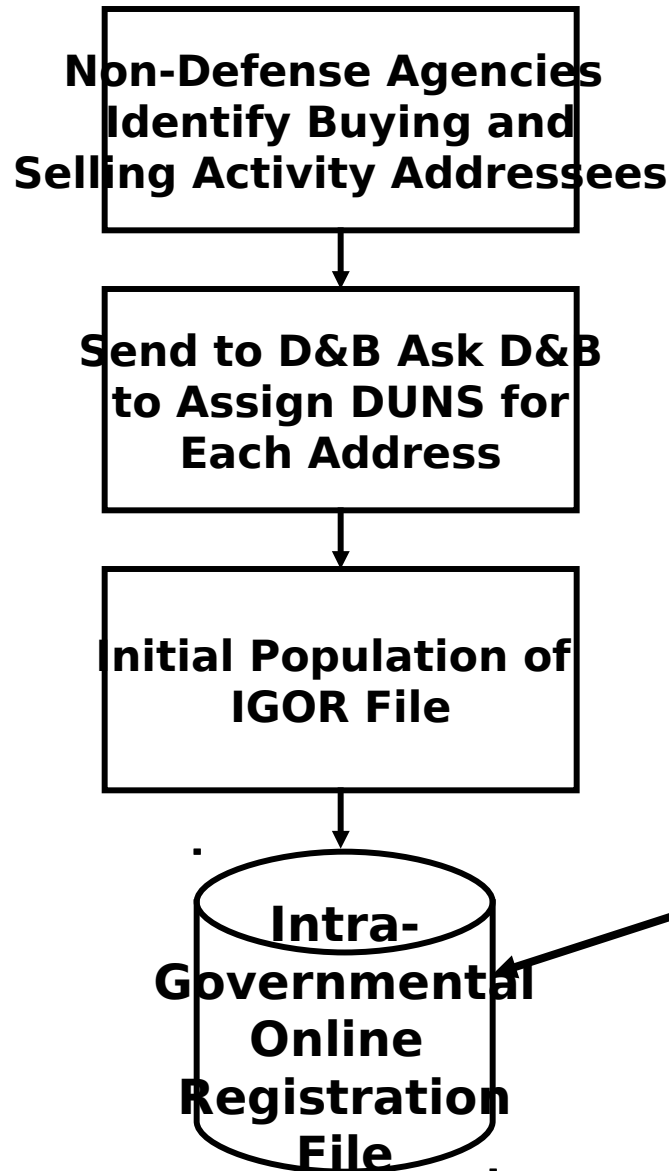 Non-Defense Agencies
Identify Buying and
Selling Activity Addressees
Send to D&B Ask D&B
to Assign DUNS for
Each Address
Initial Population of
IGOR File
Intra-
Governmental
Online
Registration
File